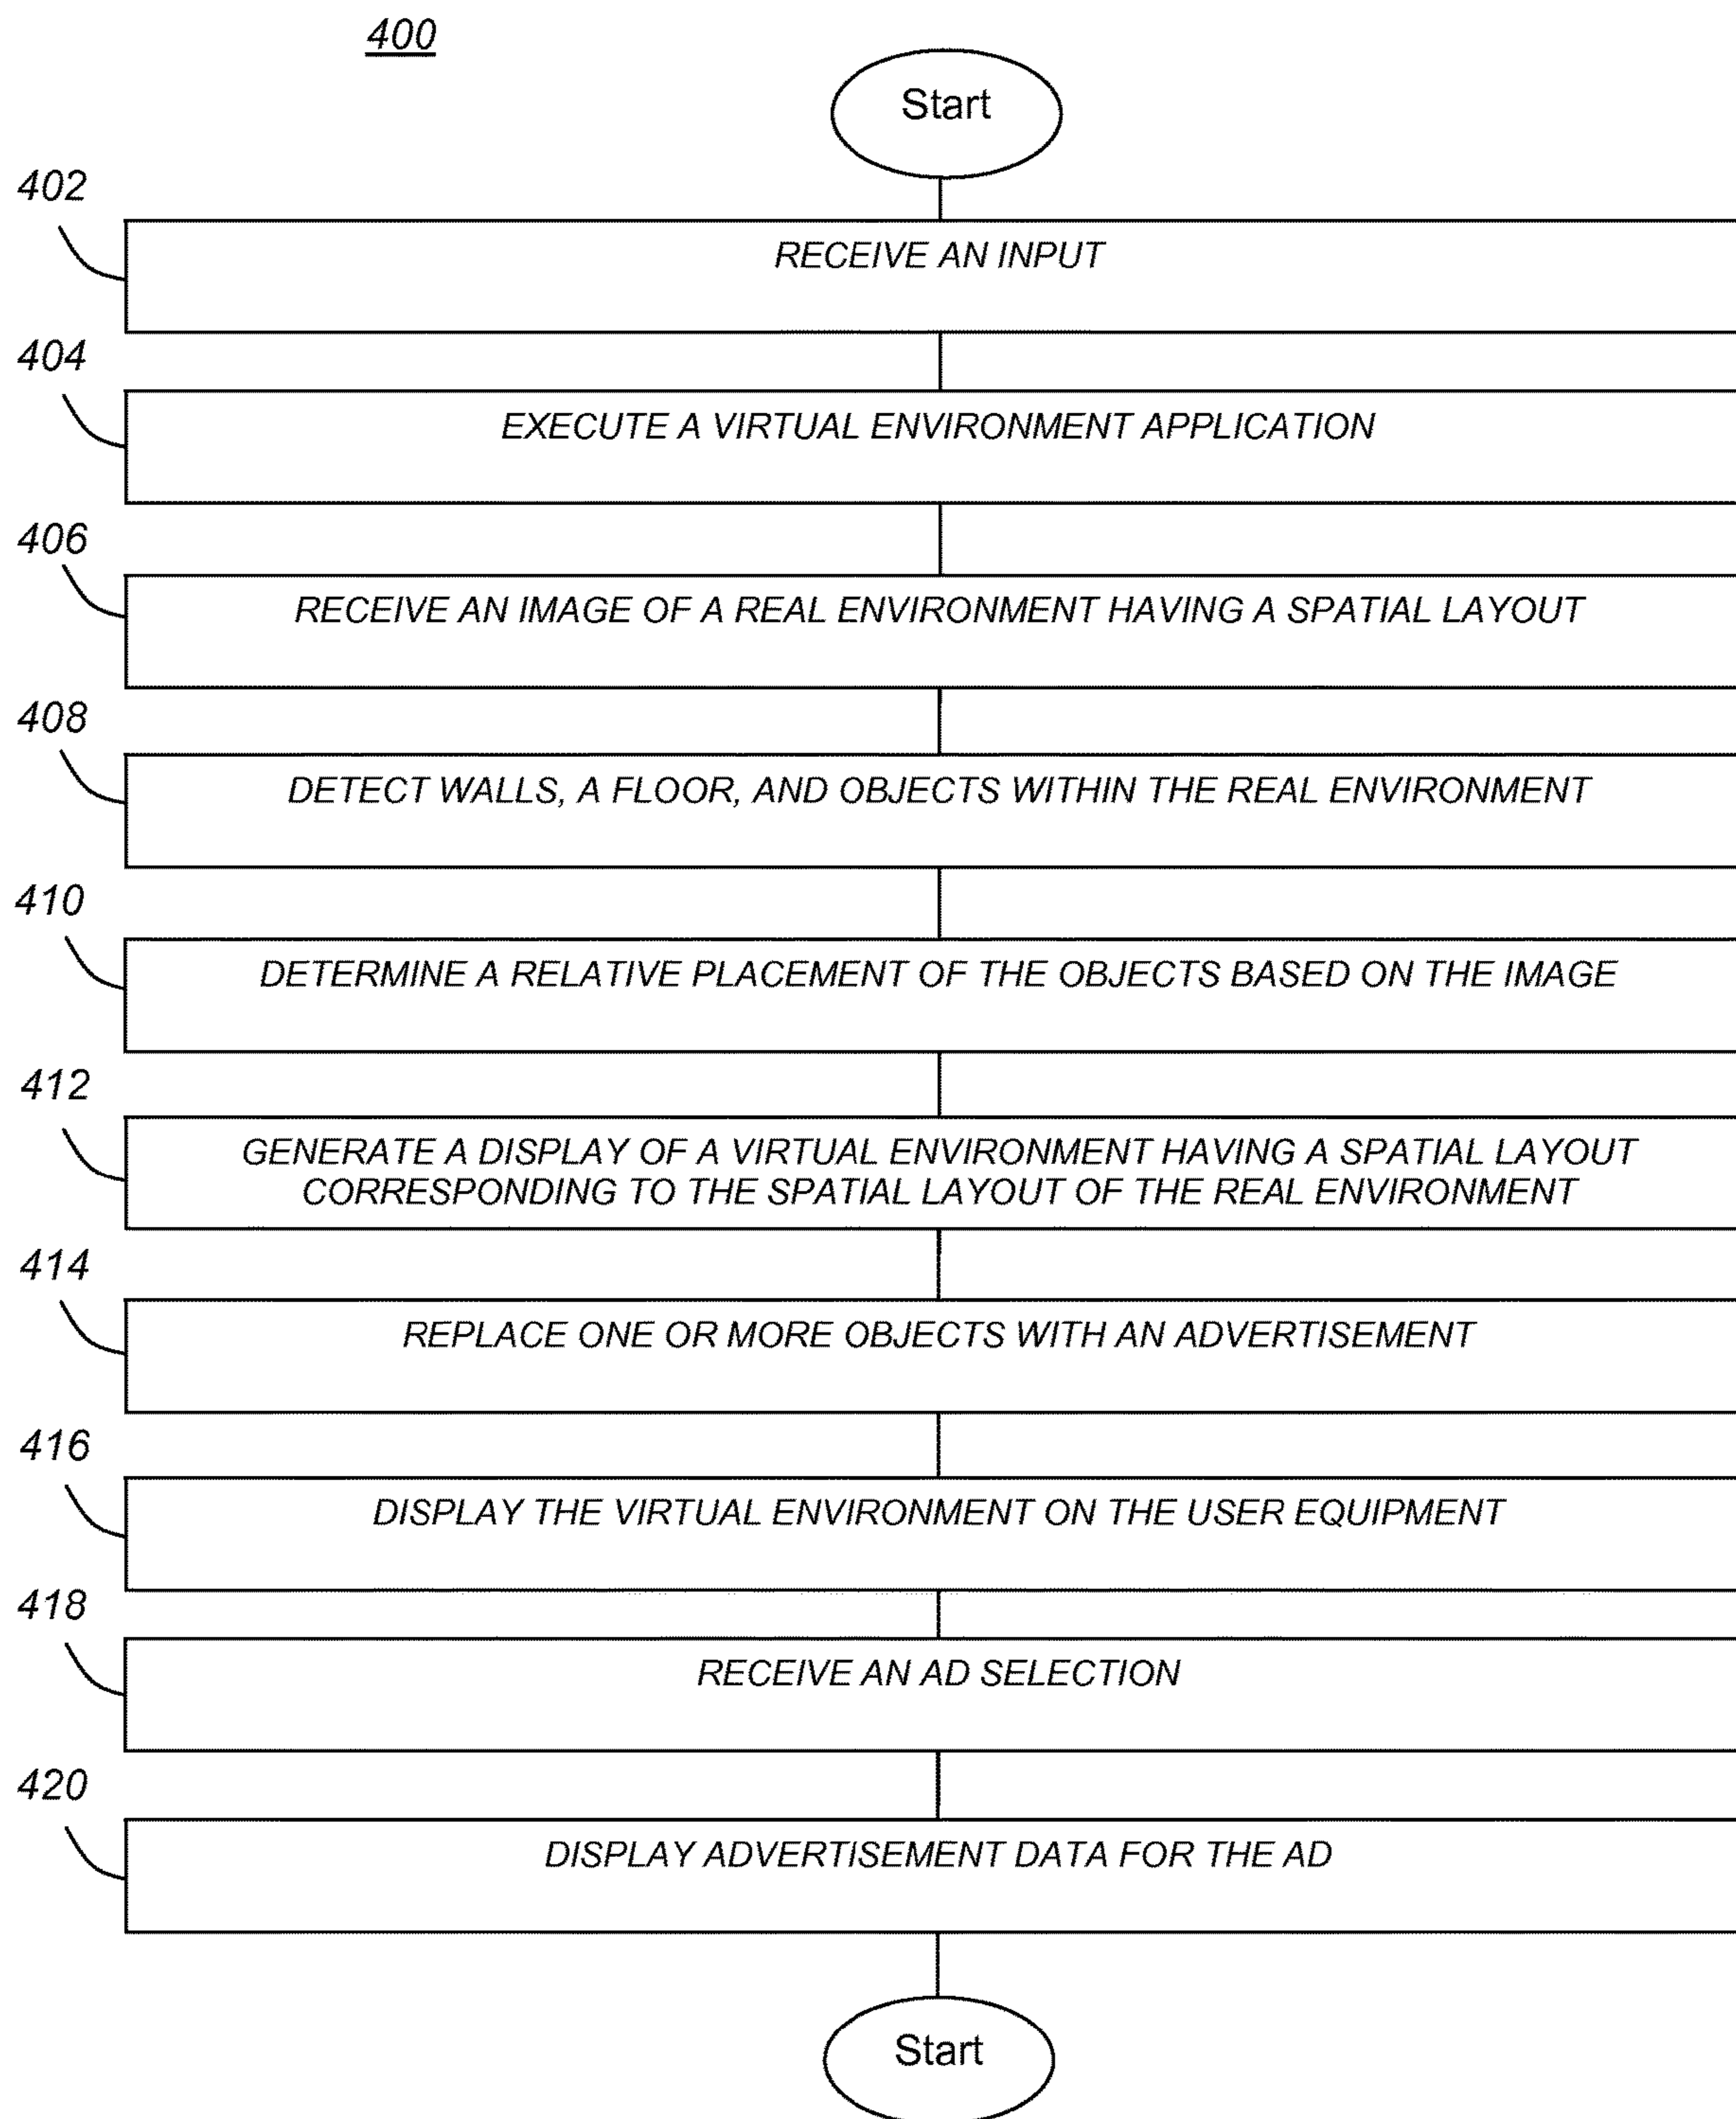 400
Start
402
RECEIVE AN INPUT
404
EXECUTE A VIRTUAL ENVIRONMENT APPLICATION
406
RECEIVE AN IMAGE OF A REAL ENVIRONMENT HAVING A SPATIAL LAYOUT
408
DETECT WALLS, A FLOOR, AND OBJECTS WITHIN THE REAL ENVIRONMENT
410
DETERMINE A RELATIVE PLACEMENT OF THE OBJECTS BASED ON THE IMAGE
412
GENERATE A DISPLAY OF A VIRTUAL ENVIRONMENT HAVING A SPATIAL LAYOUT
CORRESPONDING TO THE SPATIAL LAYOUT OF THE REAL ENVIRONMENT
414
REPLACE ONE OR MORE OBJECTS WITH AN ADVERTISEMENT
416
DISPLAY THE VIRTUAL ENVIRONMENT ON THE USER EQUIPMENT
418
RECEIVE AN AD SELECTION
420
DISPLAY ADVERTISEMENT DATA FOR THE AD
Start